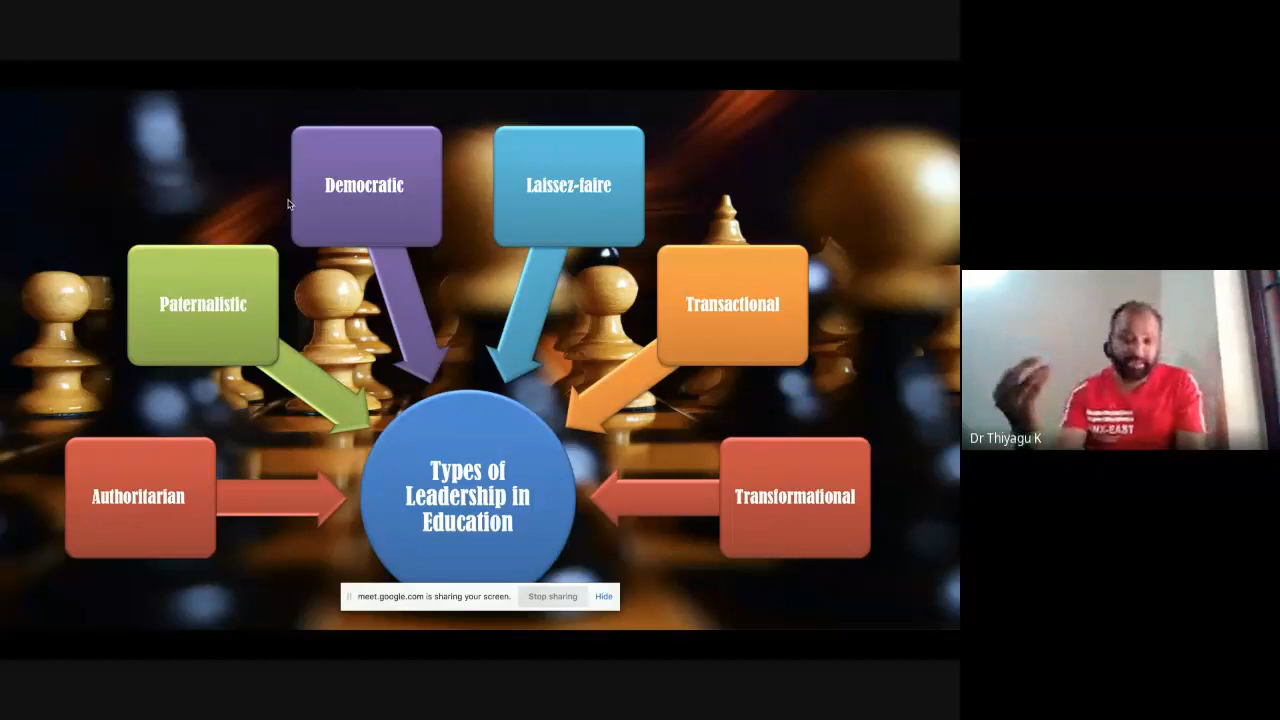 Democratic
Laissez-faire
Paternalistic
Transactional
Authoritarian
Types of
Leadership in
Education
Transformational
meet.google.com is sharing your screen.
Stop sharing
Hide
Dr Thiyagu K